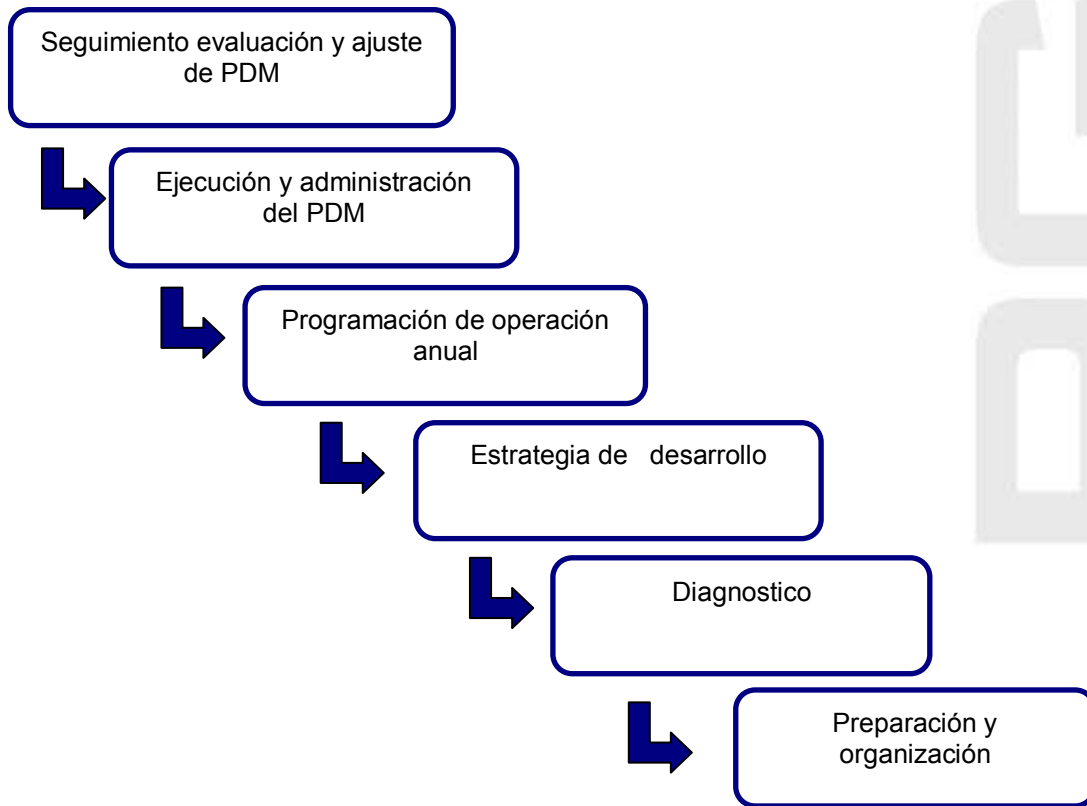 Seguimiento evaluación y ajuste
de PDM
Ejecución y administración
del PDM
Programación de operación
anual
Estrategia de desarrollo
Diagnostico
Preparación y
organización